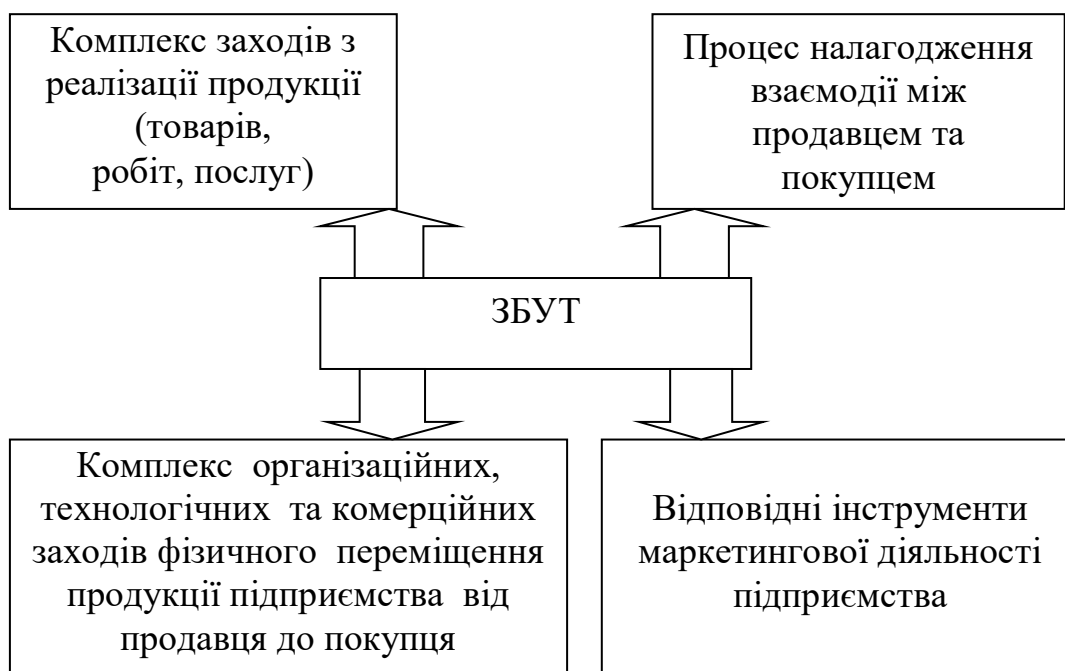 Комплекс заходів з
реалізації продукції
(товарів,
робіт, послуг)
Процес налагодження
взаємодії між
продавцем та
покупцем
ЗБУТ
Комплекс організаційних,
технологічних та комерційних
заходів фізичного переміщення
продукції підприємства від
продавця до покупця
Відповідні інструменти
маркетингової діяльності
підприємства